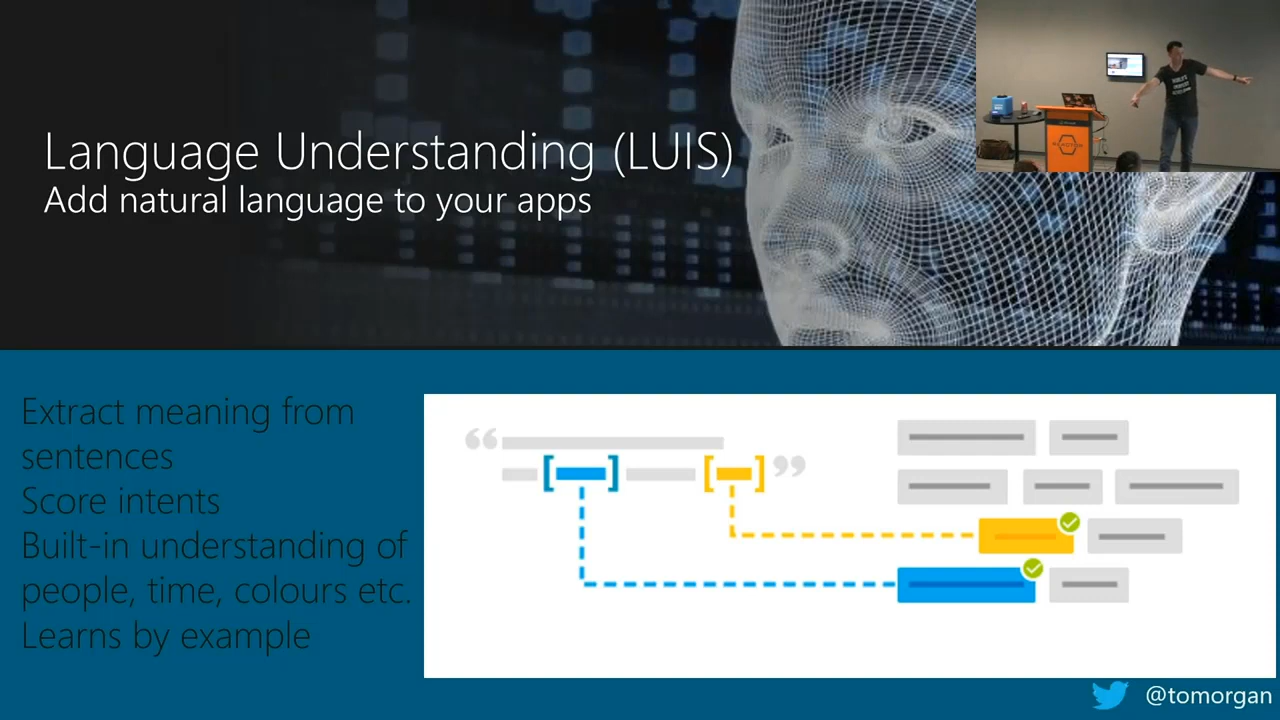 Language Understanding (LUIS)
Add natural language to your apps
Extract meaning from
sentences
Score intents
Built-in understanding of
people, time, colours etc.
Learns by example
@tomorgan